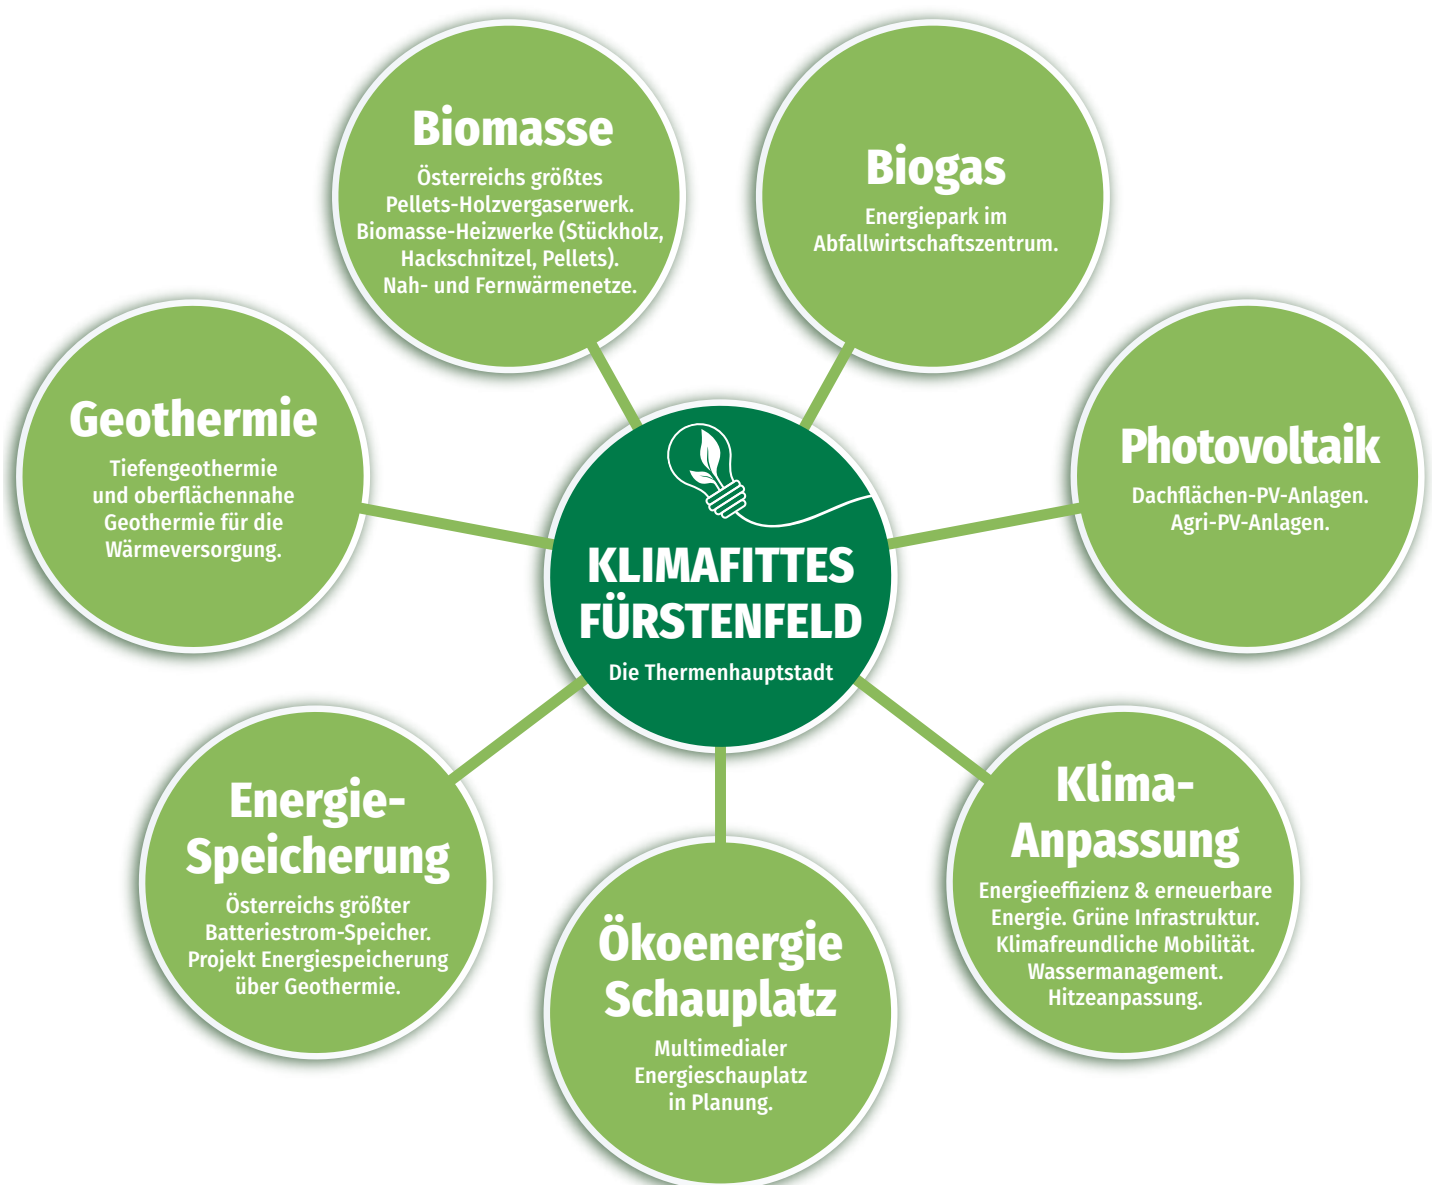 Biomasse
Österreichs größtes
Pellets-Holzvergaserwerk.
Biomasse-Heizwerke (Stückholz,
Hackschnitzel, Pellets).
Nah- und Fernwärmenetze.
Biogas
Energiepark im
Abfallwirtschaftszentrum.
Geothermie
Tiefengeothermie
und oberflächennahe
Geothermie für die
Wärmeversorgung.
Photovoltaik
Dachflächen-PV-Anlagen.
Agri-PV-Anlagen.
KLIMAFITTES
FÜRSTENFELD
Die Thermenhauptstadt
Energie-
Speicherung
Österreichs größter
Batteriestrom-Speicher.
Projekt Energiespeicherung
über Geothermie.
Ökoenergie
Schauplatz
Multimedialer
Energieschauplatz
in Planung.
Klima-
Anpassung
Energieeffizienz & erneuerbare
Energie. Grüne Infrastruktur.
Klimafreundliche Mobilität.
Wassermanagement.
Hitzeanpassung.